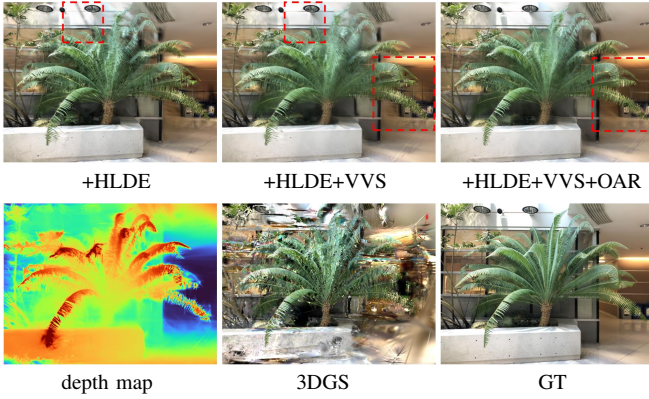 +HLDE
+HLDE+VVS
+HLDE+VVS+OAR
depth map
3DGS
GT